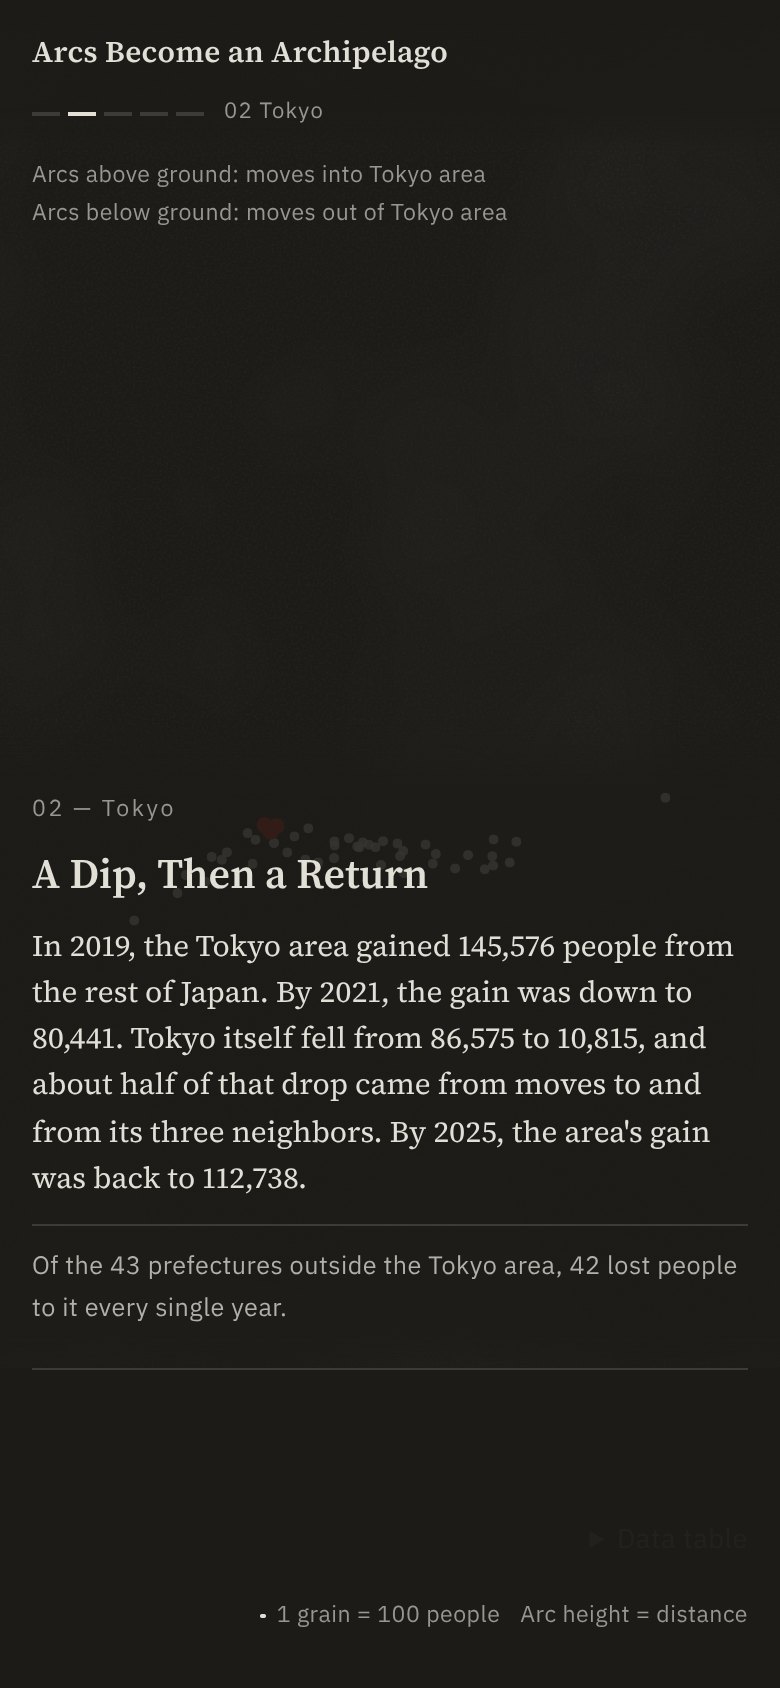 Arcs Become an Archipelago
02 Tokyo
Arcs above ground: moves into Tokyo area
Arcs below ground: moves out of Tokyo area
02 — Tokyo
A Dip, Then a Return
In 2019, the Tokyo area gained 145,576 people from
the rest of Japan. By 2021, the gain was down to
80,441. Tokyo itself fell from 86,575 to 10,815, and
about half of that drop came from moves to and
from its three neighbors. By 2025, the area's gain
was back to 112,738.
Of the 43 prefectures outside the Tokyo area, 42 lost people
to it every single year.
Data table
1 grain = 100 people Arc height = distance